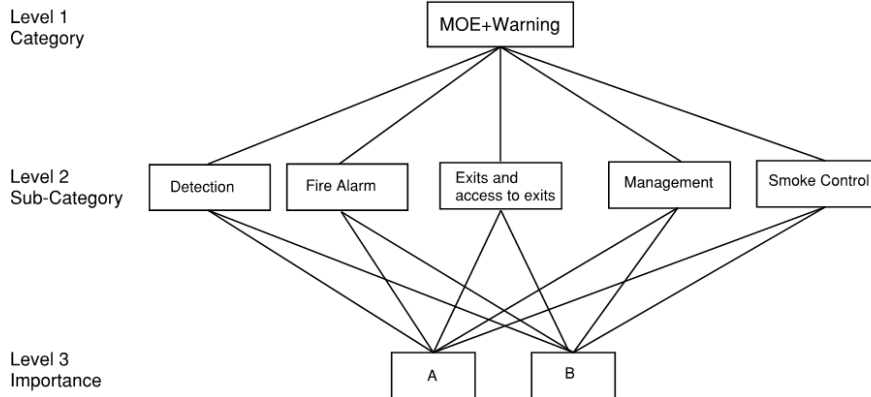 Level 1
Category
MOE+Warning
Level 2
Sub-Category
Detection
Fire Alarm
Exits and
access to exits
Management
Smoke Control
Level 3
Importance
A
B